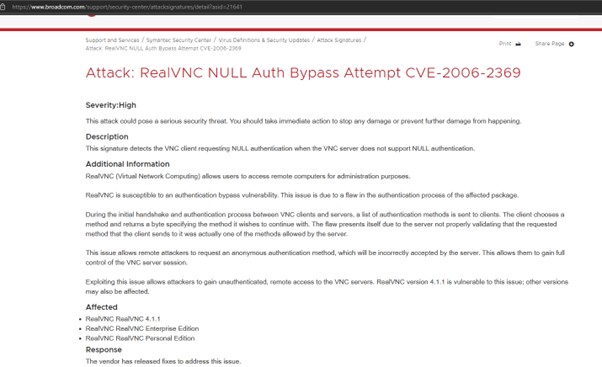 https://www.broadcom.com/support/security-center/attacksignatures/detail?asid=21641
Support and Services / Symantec Security Center / Virus Definitions & Security Updates / Attack Signatures /
Attack: RealVNC NULL Auth Bypass Attempt CVE-2006-2369
Print
Share Page
Attack: RealVNC NULL Auth Bypass Attempt CVE-2006-2369
Severity:High
This attack could pose a serious security threat. You should take immediate action to stop any damage or prevent further damage from happening.
Description
This signature detects the VNC client requesting NULL authentication when the VNC server does not support NULL authentication.
Additional Information
RealVNC (Virtual Network Computing) allows users to access remote computers for administration purposes.
RealVNC is susceptible to an authentication bypass vulnerability. This issue is due to a flaw in the authentication process of the affected package.
During the initial handshake and authentication process between VNC clients and servers, a list of authentication methods is sent to clients. The client chooses a
method and returns a byte specifying the method it wishes to continue with. The flaw presents itself due to the server not properly validating that the requested
method that the client sends to it was actually one of the methods allowed by the server.
This issue allows remote attackers to request an anonymous authentication method, which will be incorrectly accepted by the server. This allows them to gain full
control of the VNC server session.
Exploiting this issue allows attackers to gain unauthenticated, remote access to the VNC servers. RealVNC version 4.1.1 is vulnerable to this issue; other versions
may also be affected.
Affected
• RealVNC RealVNC 4.1.1
• RealVNC RealVNC Enterprise Edition
• RealVNC RealVNC Personal Edition
Response
The vendor has released fixes to address this issue.